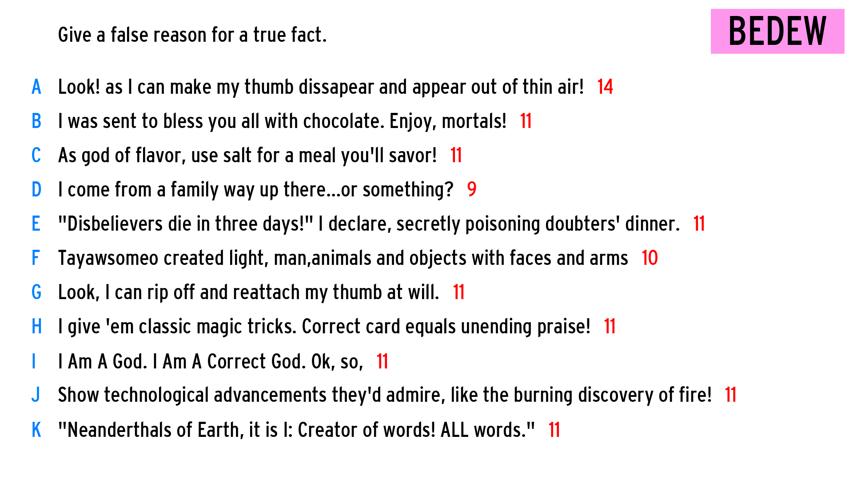 Give a false reason for a true fact.
BEDEW
A Look! as I can make my thumb dissapear and appear out of thin air! 14
B I was sent to bless you all with chocolate. Enjoy, mortals! 11
C As god of flavor, use salt for a meal you'll savor! 11
D I come from a family way up there...or something? 9
E "Disbelievers die in three days!" I declare, secretly poisoning doubters' dinner. 11
F Tayawsomeo created light, man,animals and objects with faces and arms 10
G Look, I can rip off and reattach my thumb at will. 11
H I give 'em classic magic tricks. Correct card equals unending praise! 11
I I Am A God. I Am A Correct God. Ok, so, 11
J Show technological advancements they'd admire, like the burning discovery of fire! 11
K "Neanderthals of Earth, it is I: Creator of words! ALL words." 11